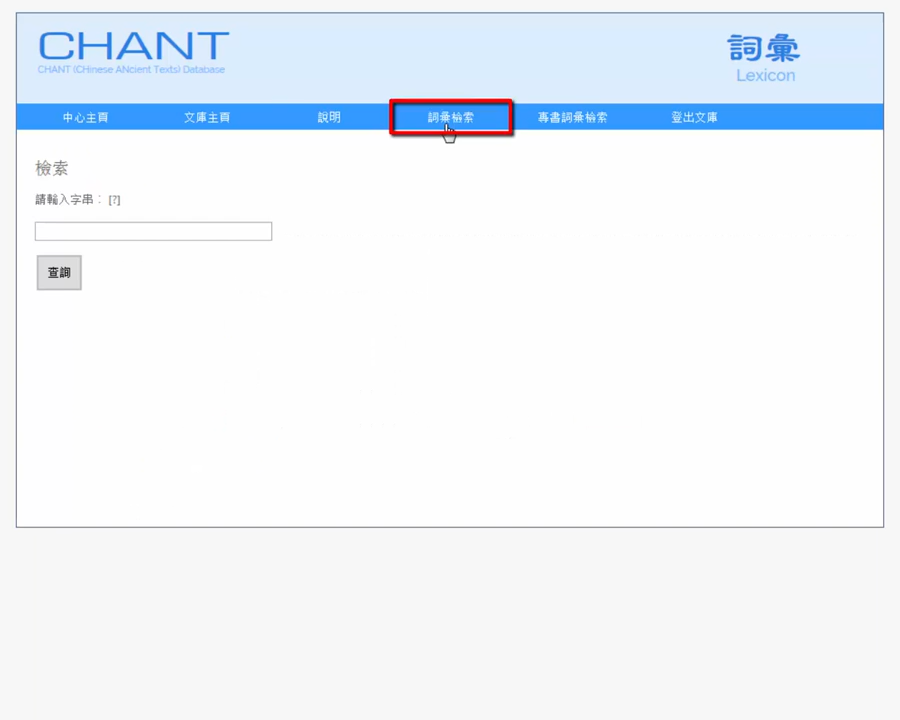 CHANT
CHANT (CHinese ANcient Texts) Database
詞彙
Lexicon
中心主頁 文庫主頁 說明 詞彙檢索 專書詞彙檢索 登出文庫
檢索
請輸入字串： [?]
查詢